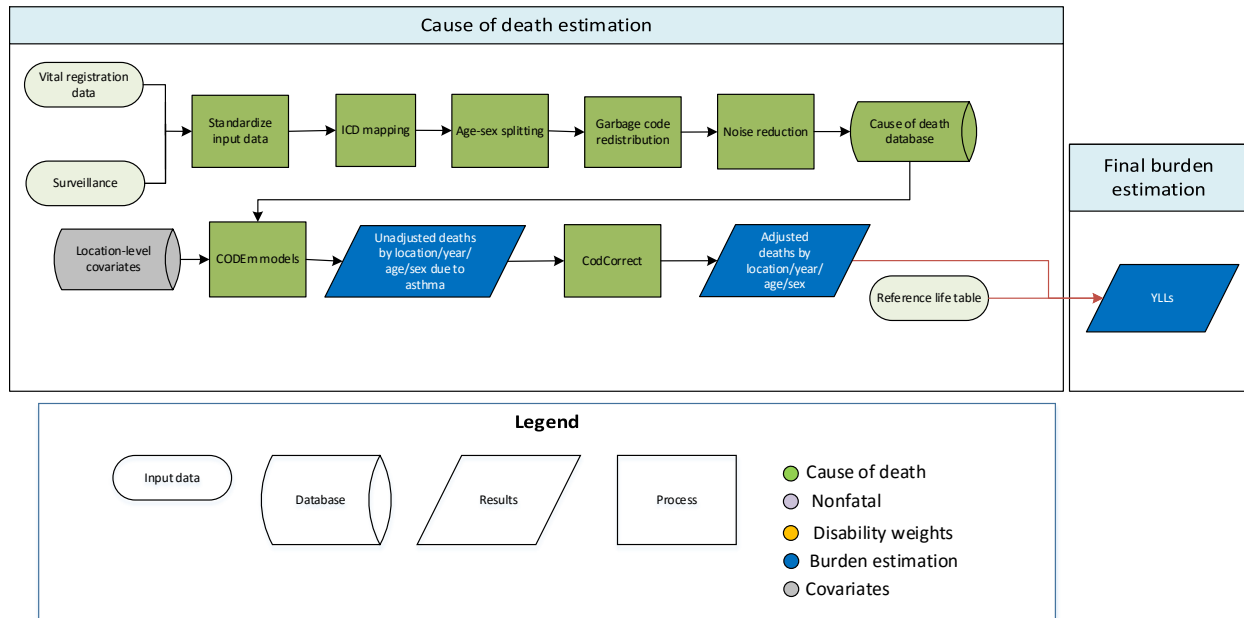 Cause of death estimation
Vital registration
data
Surveillance
Standardize
input data
ICD mapping
Age-sex splitting
Garbage code
redistribution
Noise reduction
Cause of death
database
Location-level
covariates
CODEm models
Unadjusted deaths
by location/year/
age/sex due to
asthma
CodCorrect
Adjusted
deaths by
location/year/
age/sex
Reference life table
Final burden
estimation
YLLs
Legend
Input data
Database
Results
Process
Cause of death
Nonfatal
Disability weights
Burden estimation
Covariates